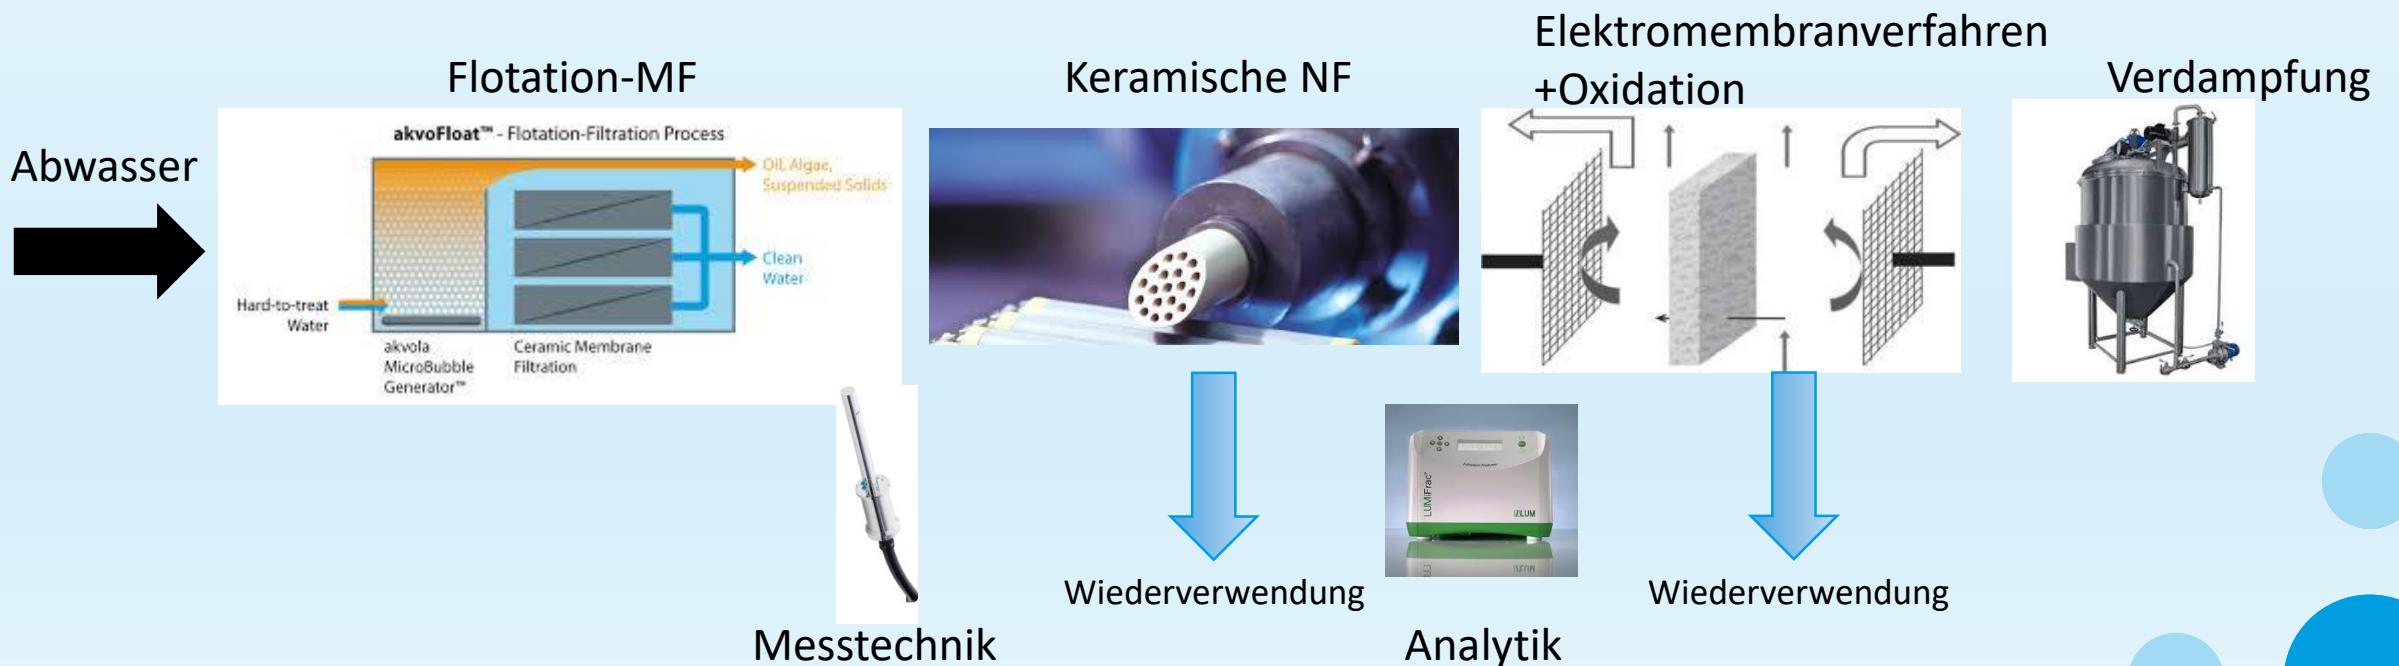 Abwasser
Flotation-MF
akvoFloat™ - Flotation-Filtration Process
OIL Algae,
Suspended Solids
Clean
Water
Hard-to-treat
Water
akvola
MicroBubble
Generator™
Ceramic Membrane
Filtration
Messtechnik
Keramische NF
Wiederverwendung
LUMiFrac®
LUM
Analytik
Elektromembranverfahren
+Oxidation
Wiederverwendung
Verdampfung